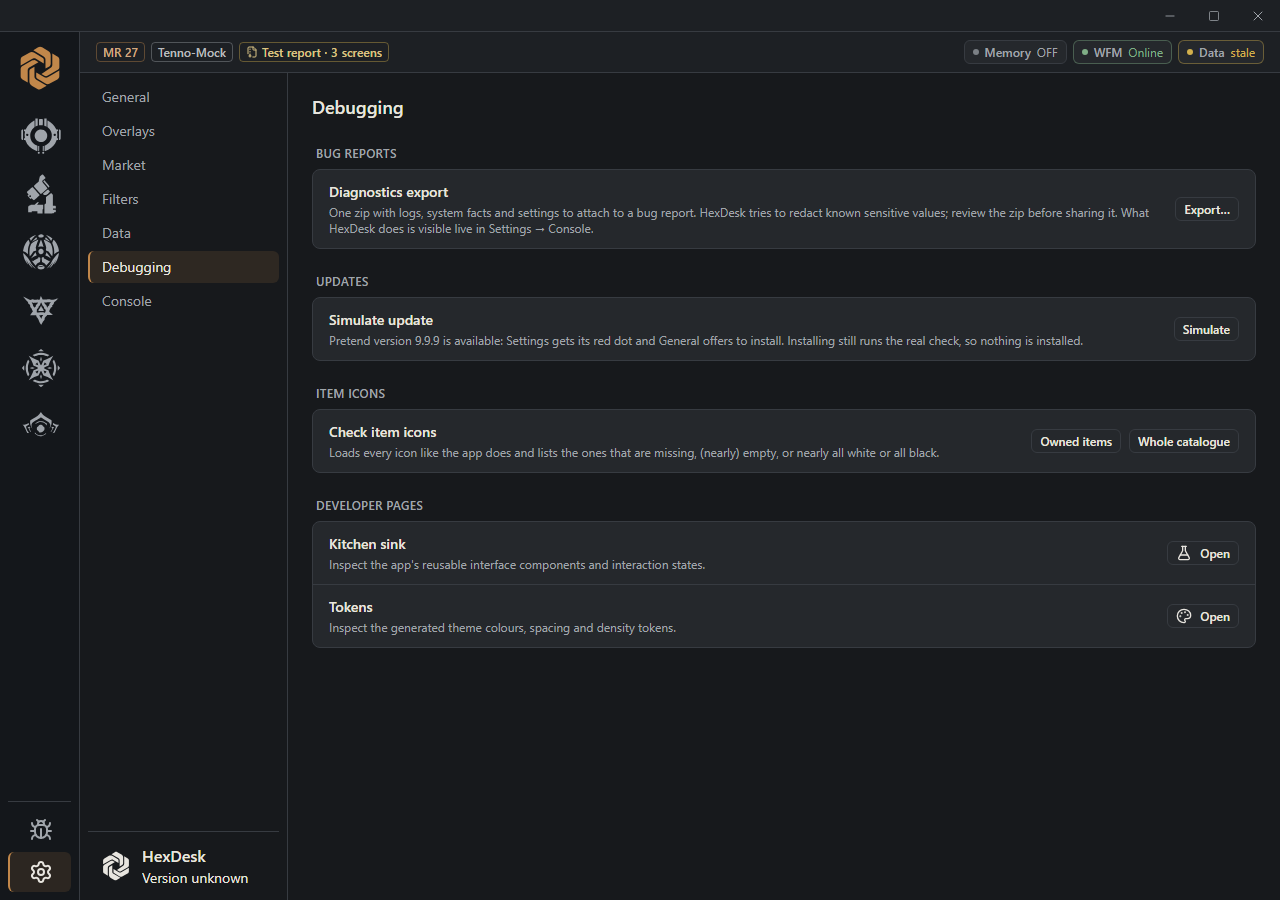 MR 27
Tenno-Mock
Test report · 3 screens
Memory OFF
WFM Online
Data stale
General
Overlays
Market
Filters
Data
Debugging
Console
HexDesk
Version unknown
Debugging
BUG REPORTS
Diagnostics export
One zip with logs, system facts and settings to attach to a bug report. HexDesk tries to redact known sensitive values; review the zip before sharing it. What
HexDesk does is visible live in Settings → Console.
Export...
UPDATES
Simulate update
Pretend version 9.9.9 is available: Settings gets its red dot and General offers to install. Installing still runs the real check, so nothing is installed.
Simulate
ITEM ICONS
Check item icons
Loads every icon like the app does and lists the ones that are missing, (nearly) empty, or nearly all white or all black.
Owned items
Whole catalogue
DEVELOPER PAGES
Kitchen sink
Inspect the app's reusable interface components and interaction states.
Open
Tokens
Inspect the generated theme colours, spacing and density tokens.
Open